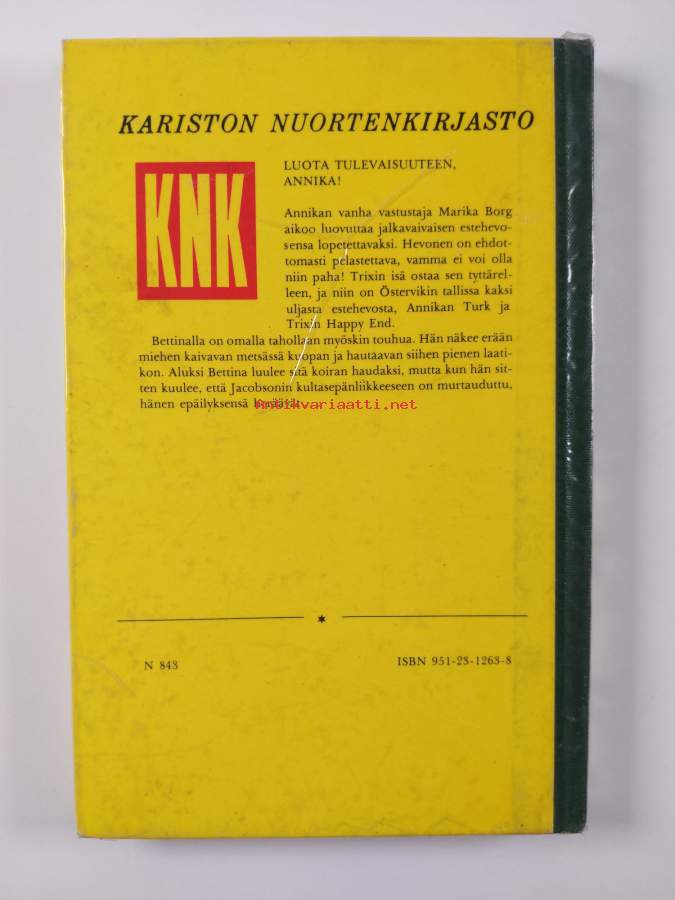 KARISTON NUORTENKIRJASTO
KNK
LUOTA TULEVAISUUTEEN,
ANNIKA!
Annikan vanha vastustaja Marika Borg
aikoo luovuttaa jalkavaivaisen estehevo-
sensa lopetettavaksi. Hevonen on ehdot-
tomasti pelastettava, vamma ei voi olla
niin paha! Trixin isä ostaa sen tyttärel-
leen, ja niin on Östervikin tallissa kaksi
uljasta estehevosta, Annikan Turk ja
Trixin Happy End.
Bettinalla on omalla tahollaan myöskin touhua. Hän näkee erään
miehen kaivavan metsässä kuopan ja hautaavan siihen pienen laati-
kon. Aluksi Bettina luulee sitä koiran haudaksi, mutta kun hän sit-
ten kuulee, että Jacobsonin kultasepänliikkeeseen on murtauduttu,
hänen epäilyksensä
antikvariaatti.net
N 843
ISBN 951-23-1263-8